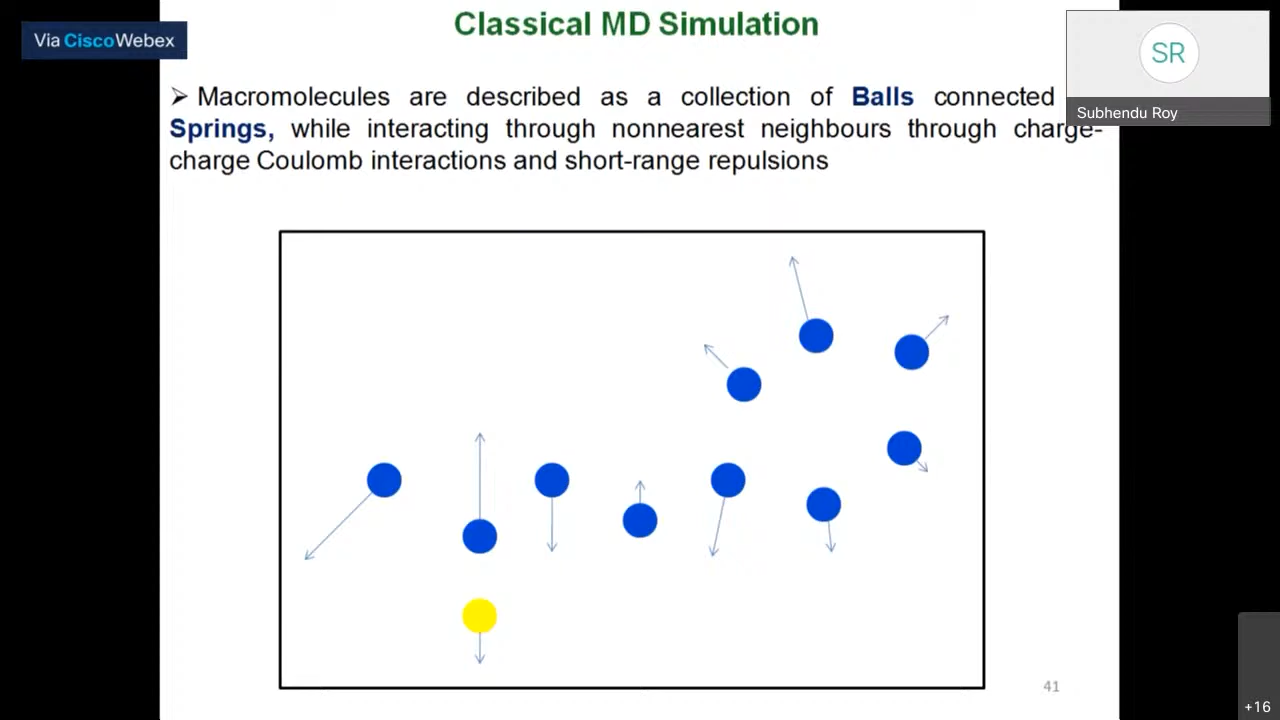 Classical MD Simulation
Via CiscoWebex
SR
Subhendu Roy
➤ Macromolecules are described as a collection of Balls connected
Springs, while interacting through nonnearest neighbours through charge-
charge Coulomb interactions and short-range repulsions
41
+16